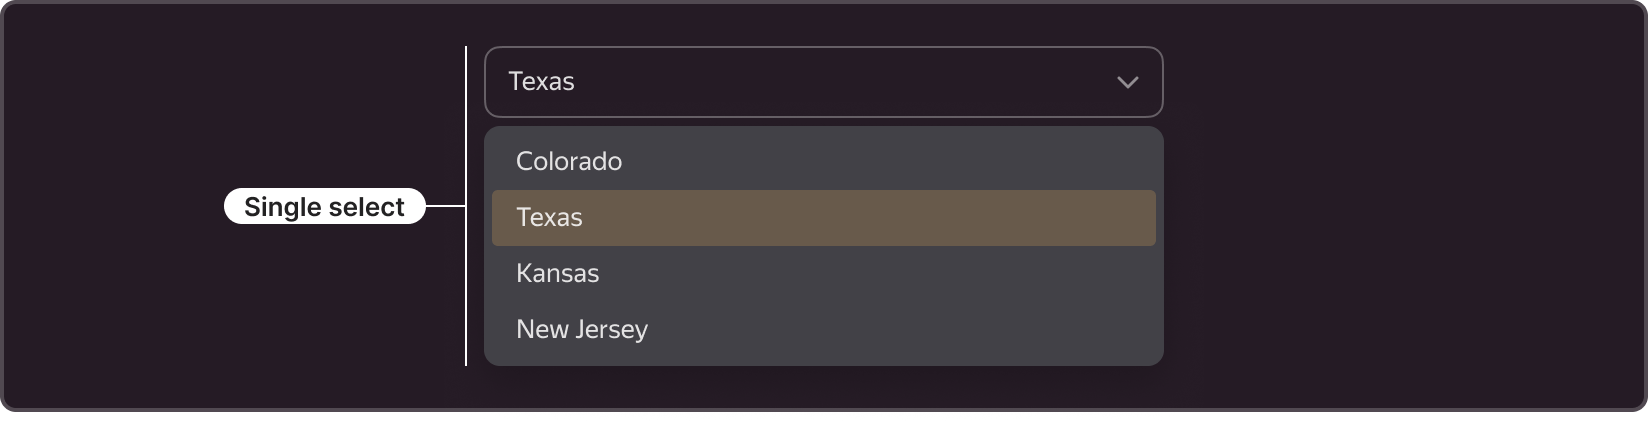 Texas
Colorado
Single select
Texas
Kansas
New Jersey